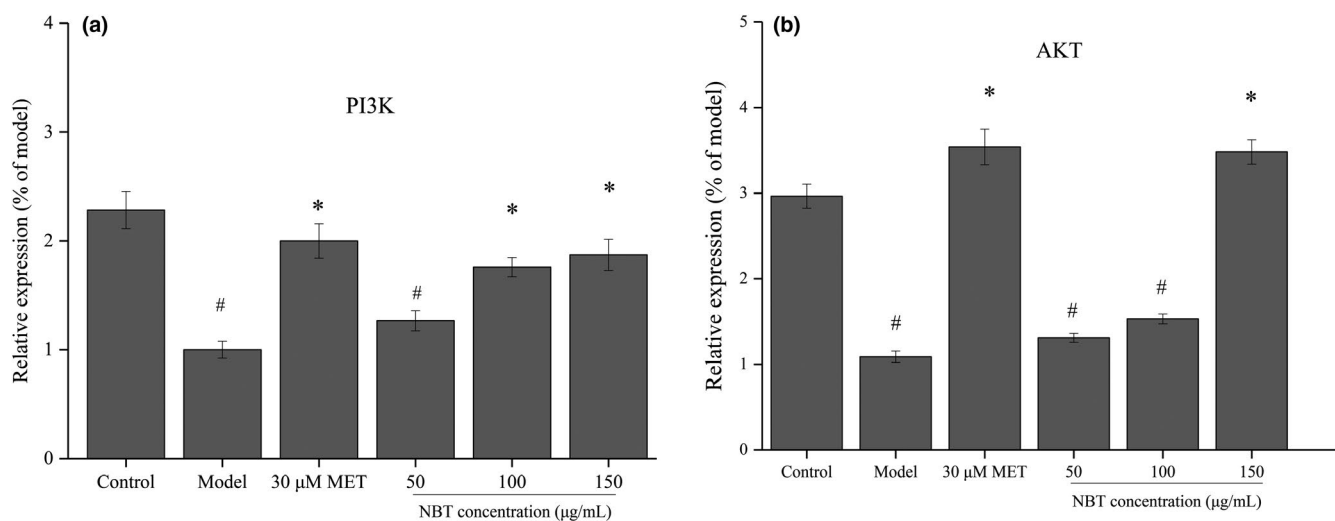 (a)
PI3K
Relative expression (% of model)
4
3
2
1
0
*
*
*
#
#
Control Model 30 μM MET 50 100 150
NBT concentration (μg/mL)
(b)
AKT
Relative expression (% of model)
5
4
3
2
1
0
*
*
#
#
#
Control Model 30 μM MET 50 100 150
NBT concentration (μg/mL)